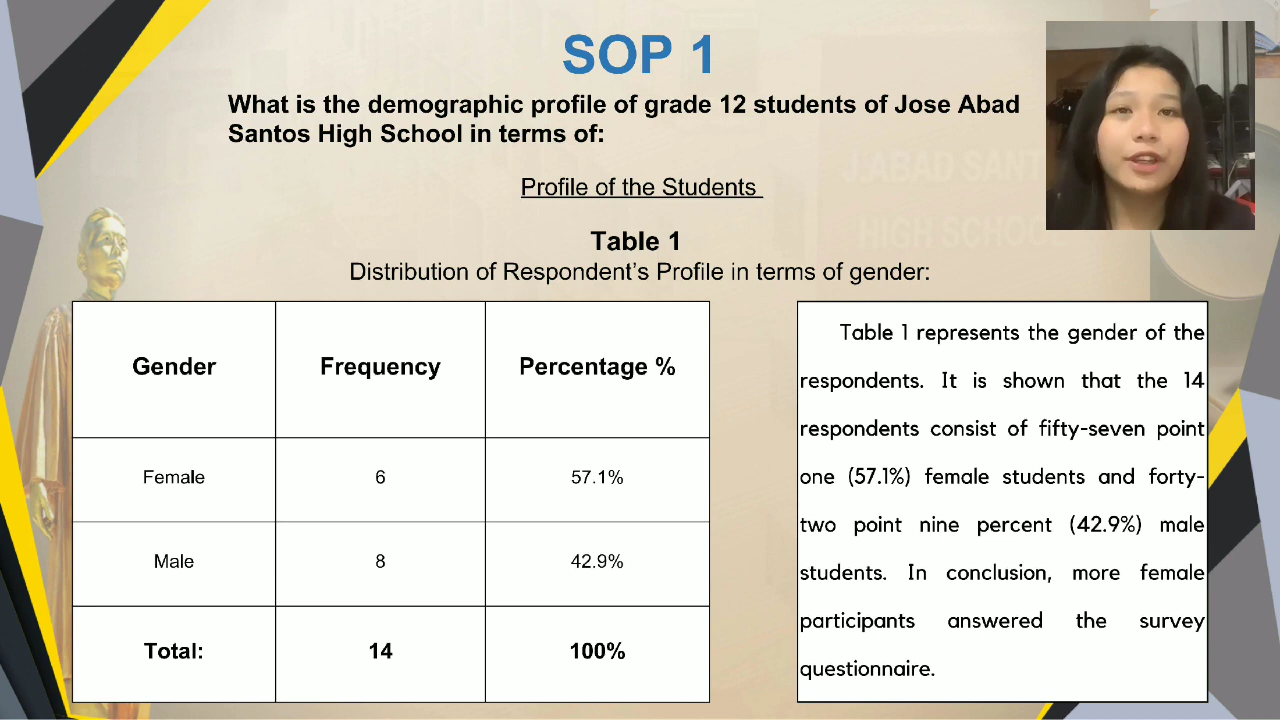 SOP 1
What is the demographic profile of grade 12 students of Jose Abad
Santos High School in terms of:
Profile of the Students
Table 1
Distribution of Respondent's Profile in terms of gender:
Gender Frequency Percentage %
Female 6 57.1%
Male 8 42.9%
Total: 14 100%
Table 1 represents the gender of the
respondents. It is shown that the 14
respondents consist of fifty-seven point
one (57.1%) female students and forty-
two point nine percent (42.9%) male
students. In conclusion, more female
participants answered the survey
questionnaire.
J.ABAD SANT
HIGH SCHOO